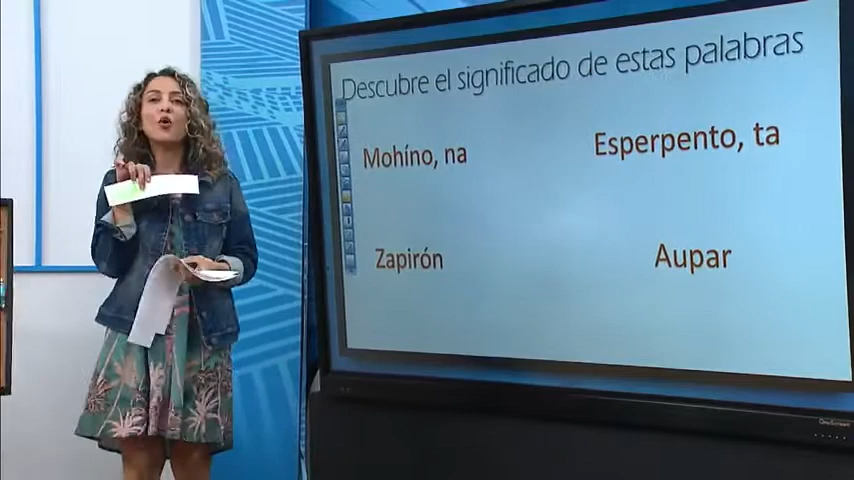 Descubre el significado de estas palabras
Mohíno, na
Esperpento, ta
Zapirón
Aupar